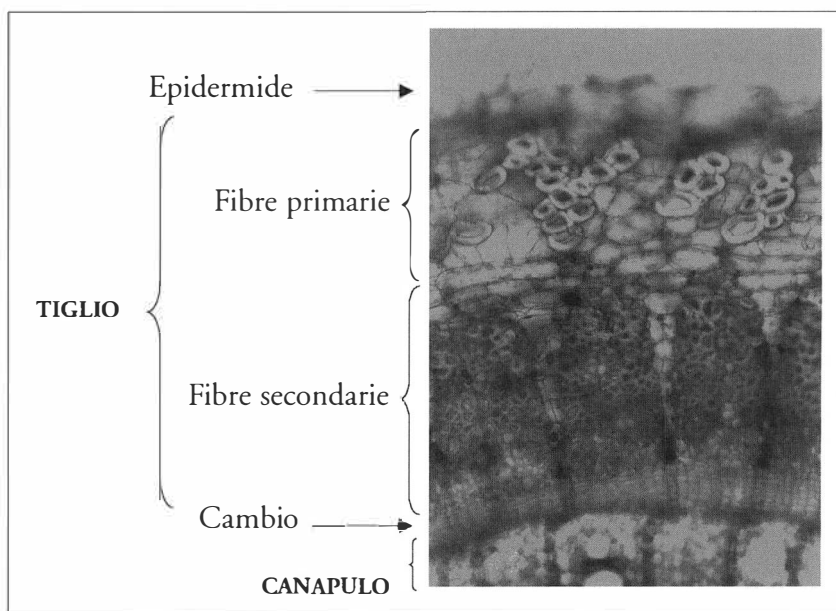 Epidermide
Fibre primarie
TIGLIO
Fibre secondarie
Cambio
CANAPULO